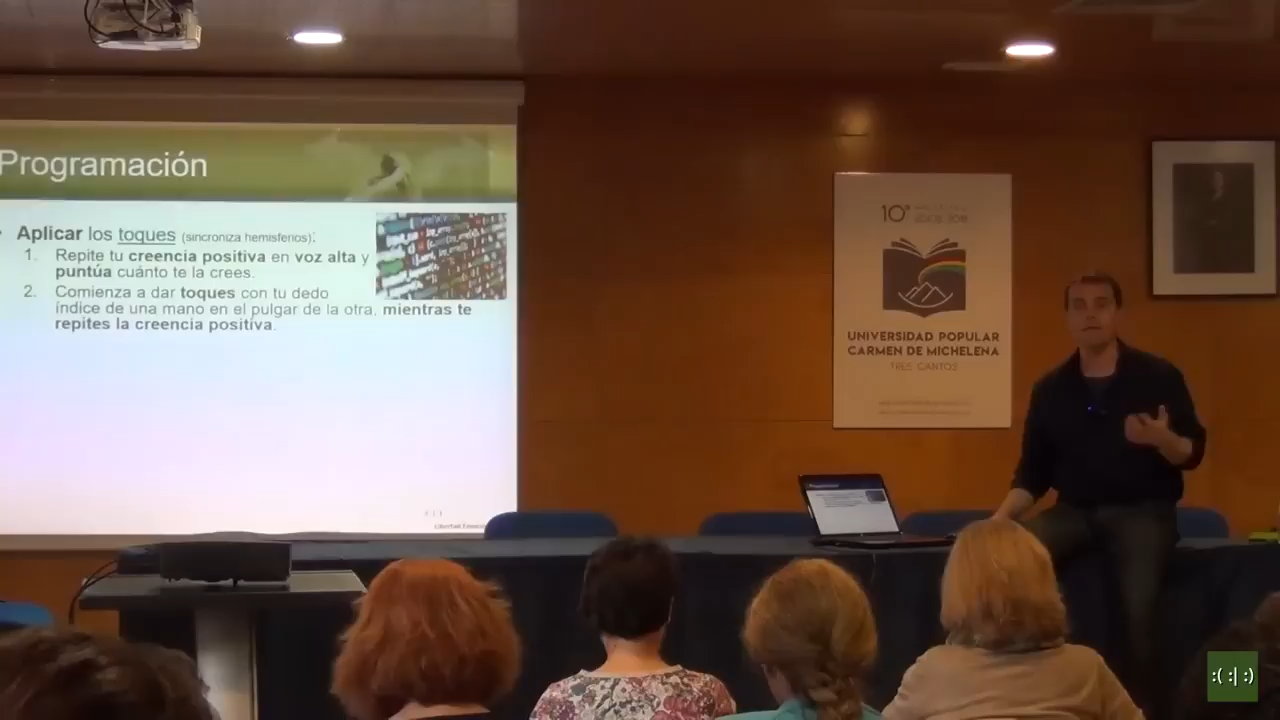 Programación
Aplicar los toques (sincroniza hemisferios):
1. Repite tu creencia positiva en voz alta y
puntúa cuánto te la crees.
2. Comienza a dar toques con tu dedo
índice de una mano en el pulgar de la otra, mientras te
repites la creencia positiva.
Libertad
10º
UNIVERSIDAD POPULAR
CARMEN DE MICHELENA
TRES CANTOS
Programación
:( :| :)